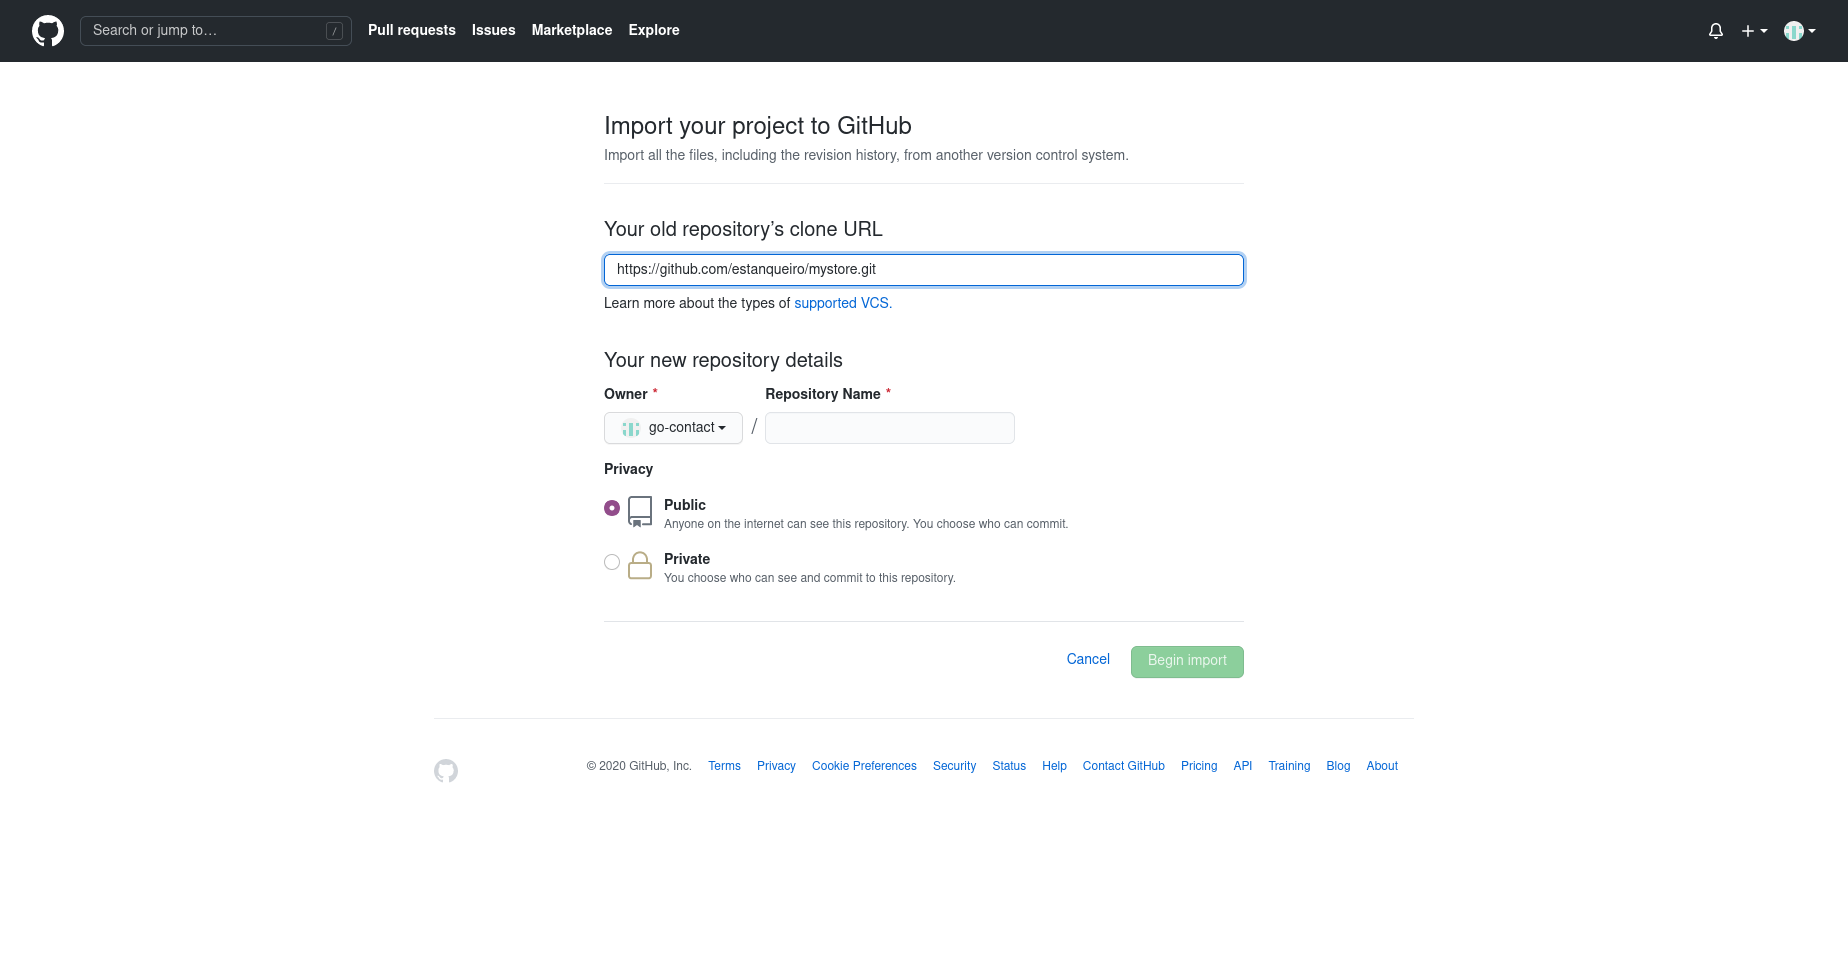 Search or jump to… /
Pull requests Issues Marketplace Explore
Import your project to GitHub
Import all the files, including the revision history, from another version control system.
Your old repository’s clone URL
https://github.com/estanqueiro/mystore.git
Learn more about the types of supported VCS.
Your new repository details
Owner * Repository Name *
go-contact /
Privacy
Public
Anyone on the internet can see this repository. You choose who can commit.
Private
You choose who can see and commit to this repository.
Cancel Begin import
© 2020 GitHub, Inc. Terms Privacy Cookie Preferences Security Status Help Contact GitHub Pricing API Training Blog About